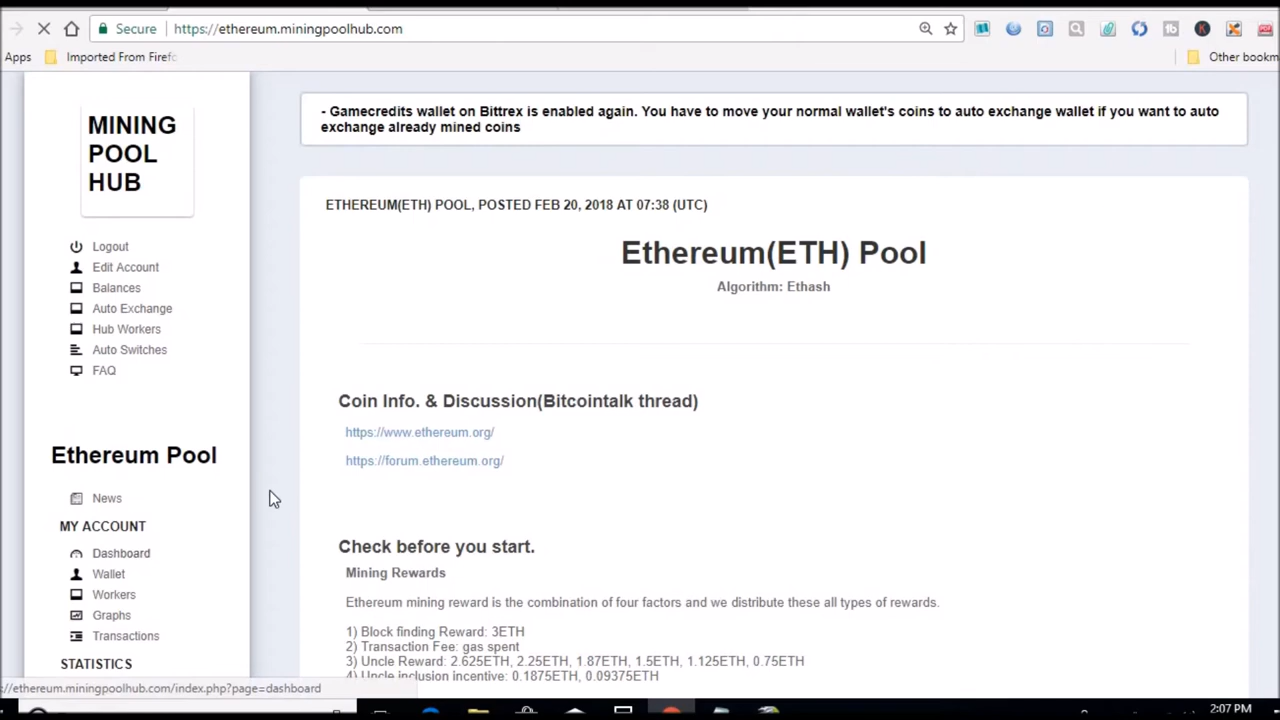 Secure
https://ethereum.miningpoolhub.com
Apps
Imported From Firefo
Other bookm
MINING
POOL
HUB
Logout
Edit Account
Balances
Auto Exchange
Hub Workers
Auto Switches
FAQ
Ethereum Pool
News
MY ACCOUNT
Dashboard
Wallet
Workers
Graphs
Transactions
STATISTICS
- Gamecredits wallet on Bittrex is enabled again. You have to move your normal wallet's coins to auto exchange wallet if you want to auto
exchange already mined coins
ETHEREUM(ETH) POOL, POSTED FEB 20, 2018 AT 07:38 (UTC)
Ethereum(ETH) Pool
Algorithm: Ethash
Coin Info. & Discussion(Bitcointalk thread)
https://www.ethereum.org/
https://forum.ethereum.org/
Check before you start.
Mining Rewards
Ethereum mining reward is the combination of four factors and we distribute these all types of rewards.
1) Block finding Reward: 3ETH
2) Transaction Fee: gas spent
3) Uncle Reward: 2.625ETH, 2.25ETH, 1.87ETH, 1.5ETH, 1.125ETH, 0.75ETH
4) Uncle inclusion incentive: 0.1875ETH, 0.09375ETH
://ethereum.miningpoolhub.com/index.php?page=dashboard
2:07 PM